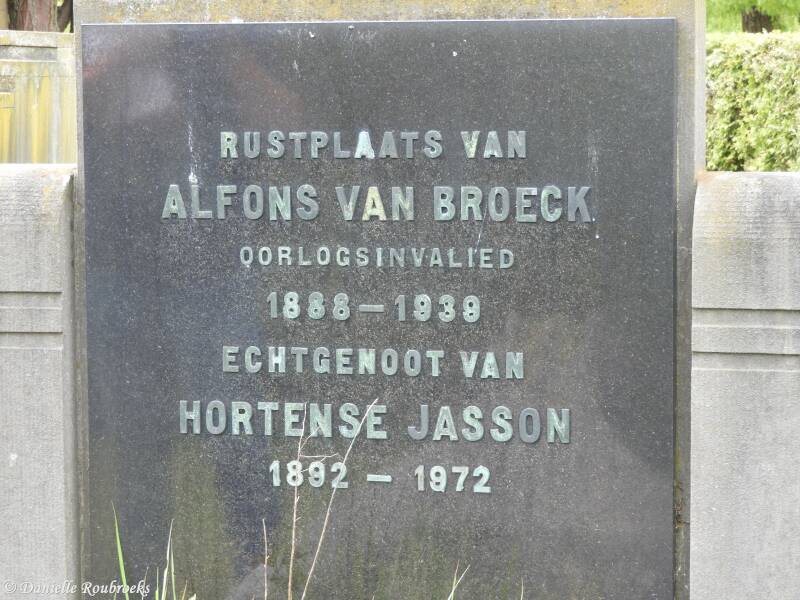 RUSTPLAATS VAN
ALFONS VAN BROECK
OORLOGSINVALIED
1888 – 1939
ECHTGENOOT VAN
HORTENSE JASSON
1892 – 1972
© Danielle Roubroeks